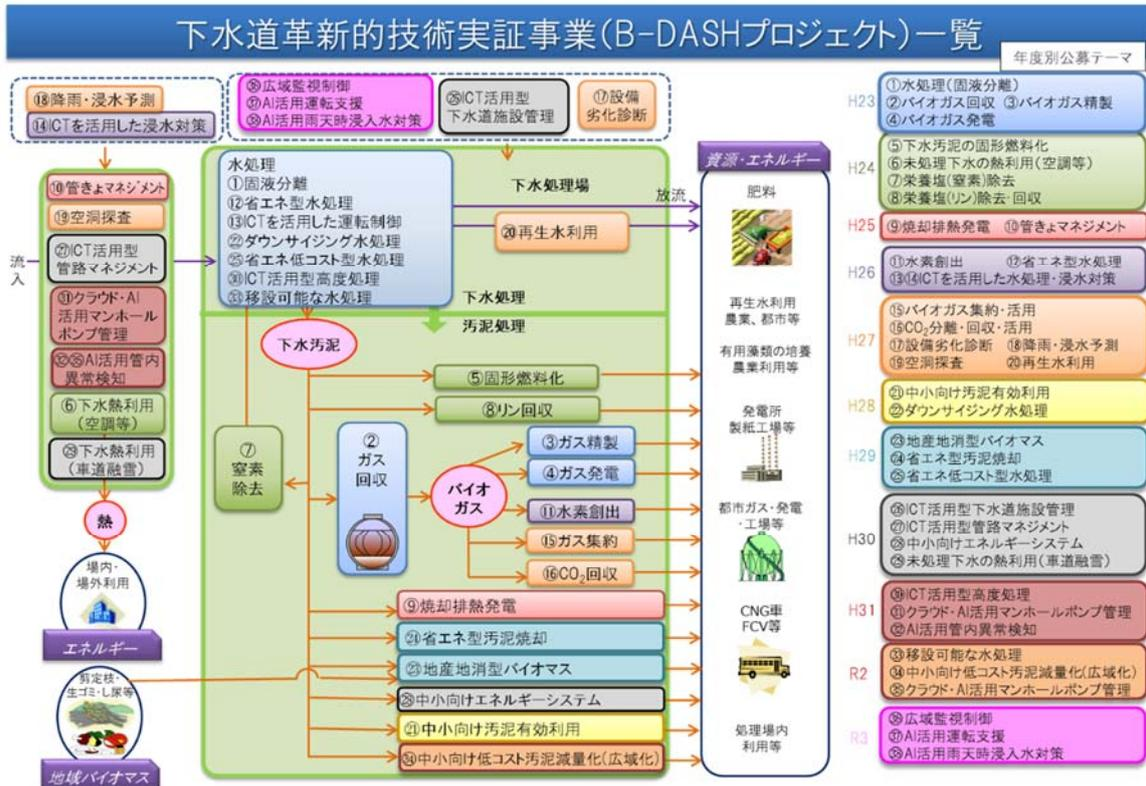 下水道革新的技術実証事業(B-DASHプロジェクト)一覧
年度別公募テーマ
⑱降雨・浸水予測
⑭ICTを活用した浸水対策
㊱広域監視制御
㊲AI活用運転支援
㊳AI活用雨天時浸入水対策
㉖ICT活用型
下水道施設管理
⑰設備
劣化診断
流入
⑩管きょマネジメント
⑲空洞探査
㉗ICT活用型
管路マネジメント
㉛クラウド・AI
活用マンホール
ポンプ管理
㉜㉟AI活用管内
異常検知
⑥下水熱利用
(空調等)
㉙下水熱利用
(車道融雪)
熱
場内・
場外利用
エネルギー
剪定枝・
生ゴミ・し尿等
地域バイオマス
水処理
①固液分離
⑫省エネ型水処理
⑬ICTを活用した運転制御
㉒ダウンサイジング水処理
㉕省エネ低コスト型水処理
㉚ICT活用型高度処理
㉝移設可能な水処理
下水処理場
放流
⑳再生水利用
下水処理
汚泥処理
下水汚泥
⑤固形燃料化
⑧リン回収
⑦
窒素
除去
②
ガス
回収
バイオ
ガス
③ガス精製
④ガス発電
⑪水素創出
⑮ガス集約
⑯CO₂回収
⑨焼却排熱発電
㉔省エネ型汚泥焼却
㉓地産地消型バイオマス
㉘中小向けエネルギーシステム
㉑中小向け汚泥有効利用
㉞中小向け低コスト汚泥減量化(広域化)
資源・エネルギー
肥料
再生水利用
農業、都市等
有用藻類の培養
農業利用等
発電所
製紙工場等
都市ガス・発電
・工場等
CNG車
FCV等
処理場内
利用等
H23
①水処理(固液分離)
②バイオガス回収 ③バイオガス精製
④バイオガス発電
H24
⑤下水汚泥の固形燃料化
⑥未処理下水の熱利用(空調等)
⑦栄養塩(窒素)除去
⑧栄養塩(リン)除去・回収
H25
⑨焼却排熱発電 ⑩管きょマネジメント
H26
⑪水素創出 ⑫省エネ型水処理
⑬⑭ICTを活用した水処理・浸水対策
H27
⑮バイオガス集約・活用
⑯CO₂分離・回収・活用
⑰設備劣化診断 ⑱降雨・浸水予測
⑲空洞探査 ⑳再生水利用
H28
㉑中小向け汚泥有効利用
㉒ダウンサイジング水処理
H29
㉓地産地消型バイオマス
㉔省エネ型汚泥焼却
㉕省エネ低コスト型水処理
H30
㉖ICT活用型下水道施設管理
㉗ICT活用型管路マネジメント
㉘中小向けエネルギーシステム
㉙未処理下水の熱利用(車道融雪)
H31
㉚ICT活用型高度処理
㉛クラウド・AI活用マンホールポンプ管理
㉜AI活用管内異常検知
R2
㉝移設可能な水処理
㉞中小向け低コスト汚泥減量化(広域化)
㉟クラウド・AI活用マンホールポンプ管理
R3
㊱広域監視制御
㊲AI活用運転支援
㊳AI活用雨天時浸入水対策